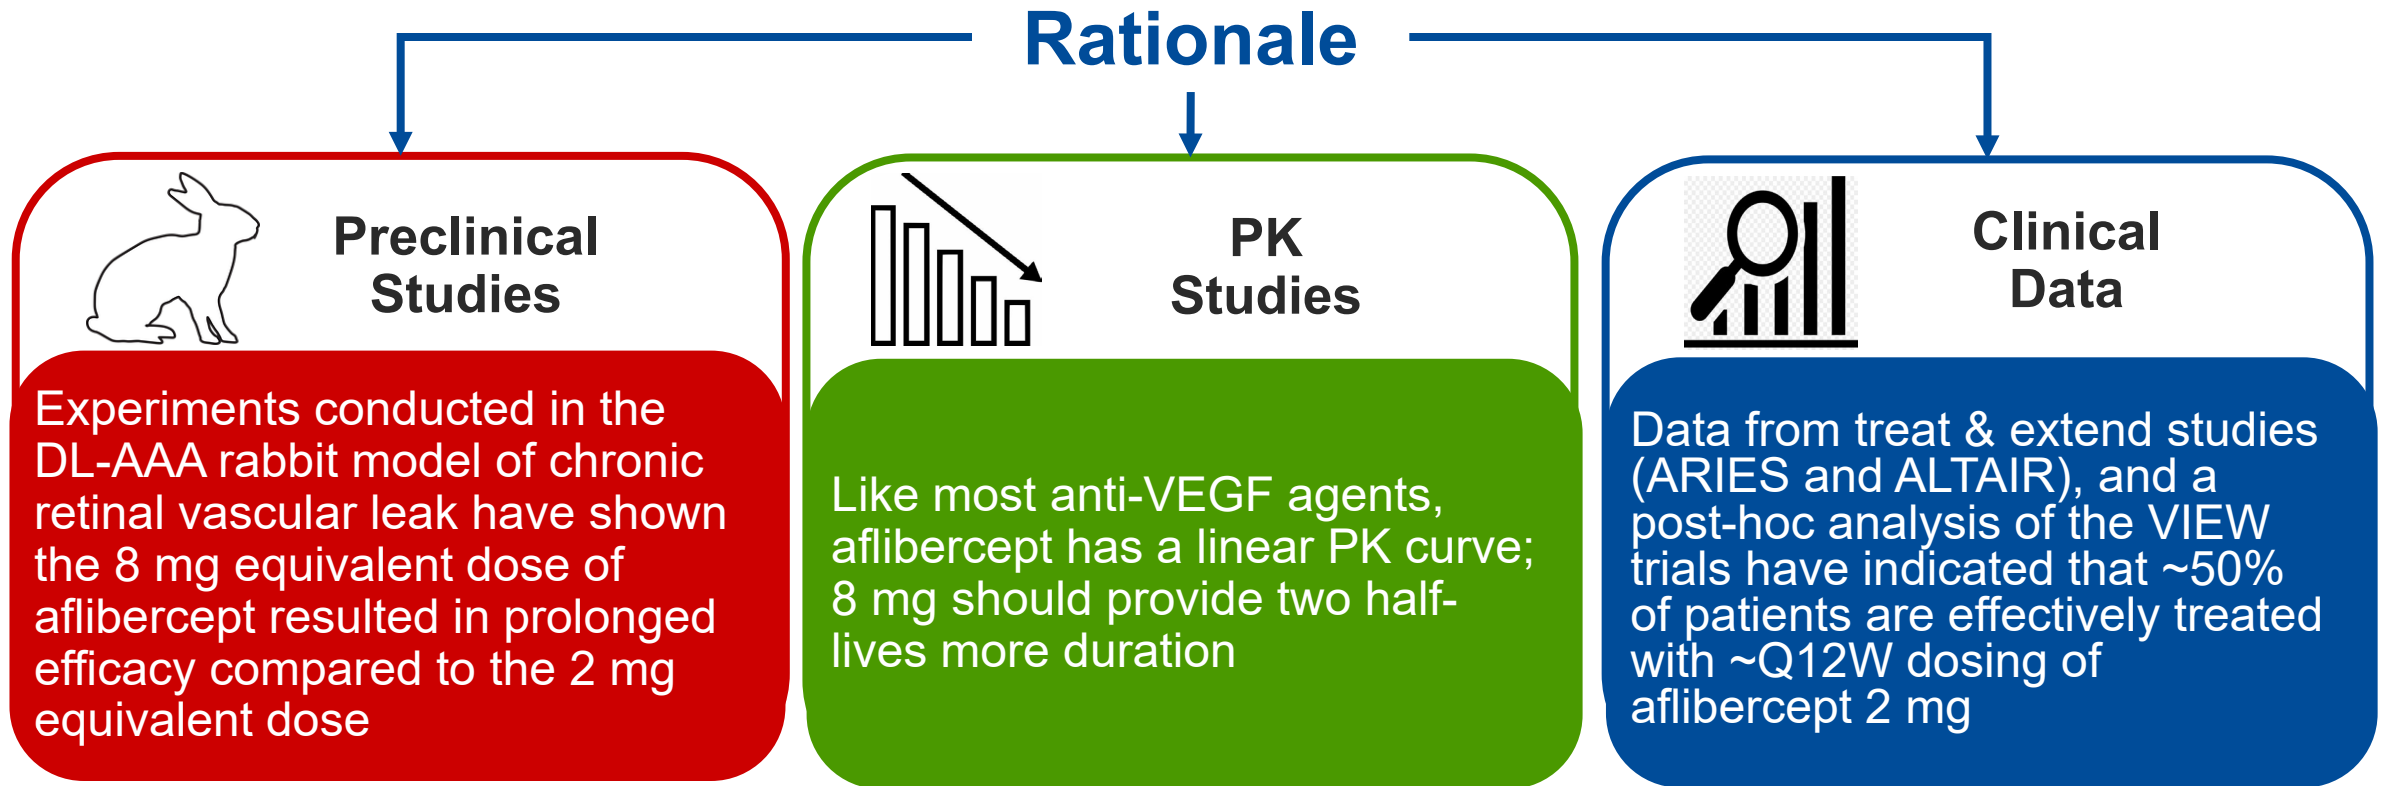 Rationale
Preclinical
Studies
Experiments conducted in the
DL-AAA rabbit model of chronic
retinal vascular leak have shown
the 8 mg equivalent dose of
aflibercept resulted in prolonged
efficacy compared to the 2 mg
equivalent dose
PK
Studies
Like most anti-VEGF agents,
aflibercept has a linear PK curve;
8 mg should provide two half-
lives more duration
Clinical
Data
Data from treat & extend studies
(ARIES and ALTAIR), and a
post-hoc analysis of the VIEW
trials have indicated that ~50%
of patients are effectively treated
with ~Q12W dosing of
aflibercept 2 mg